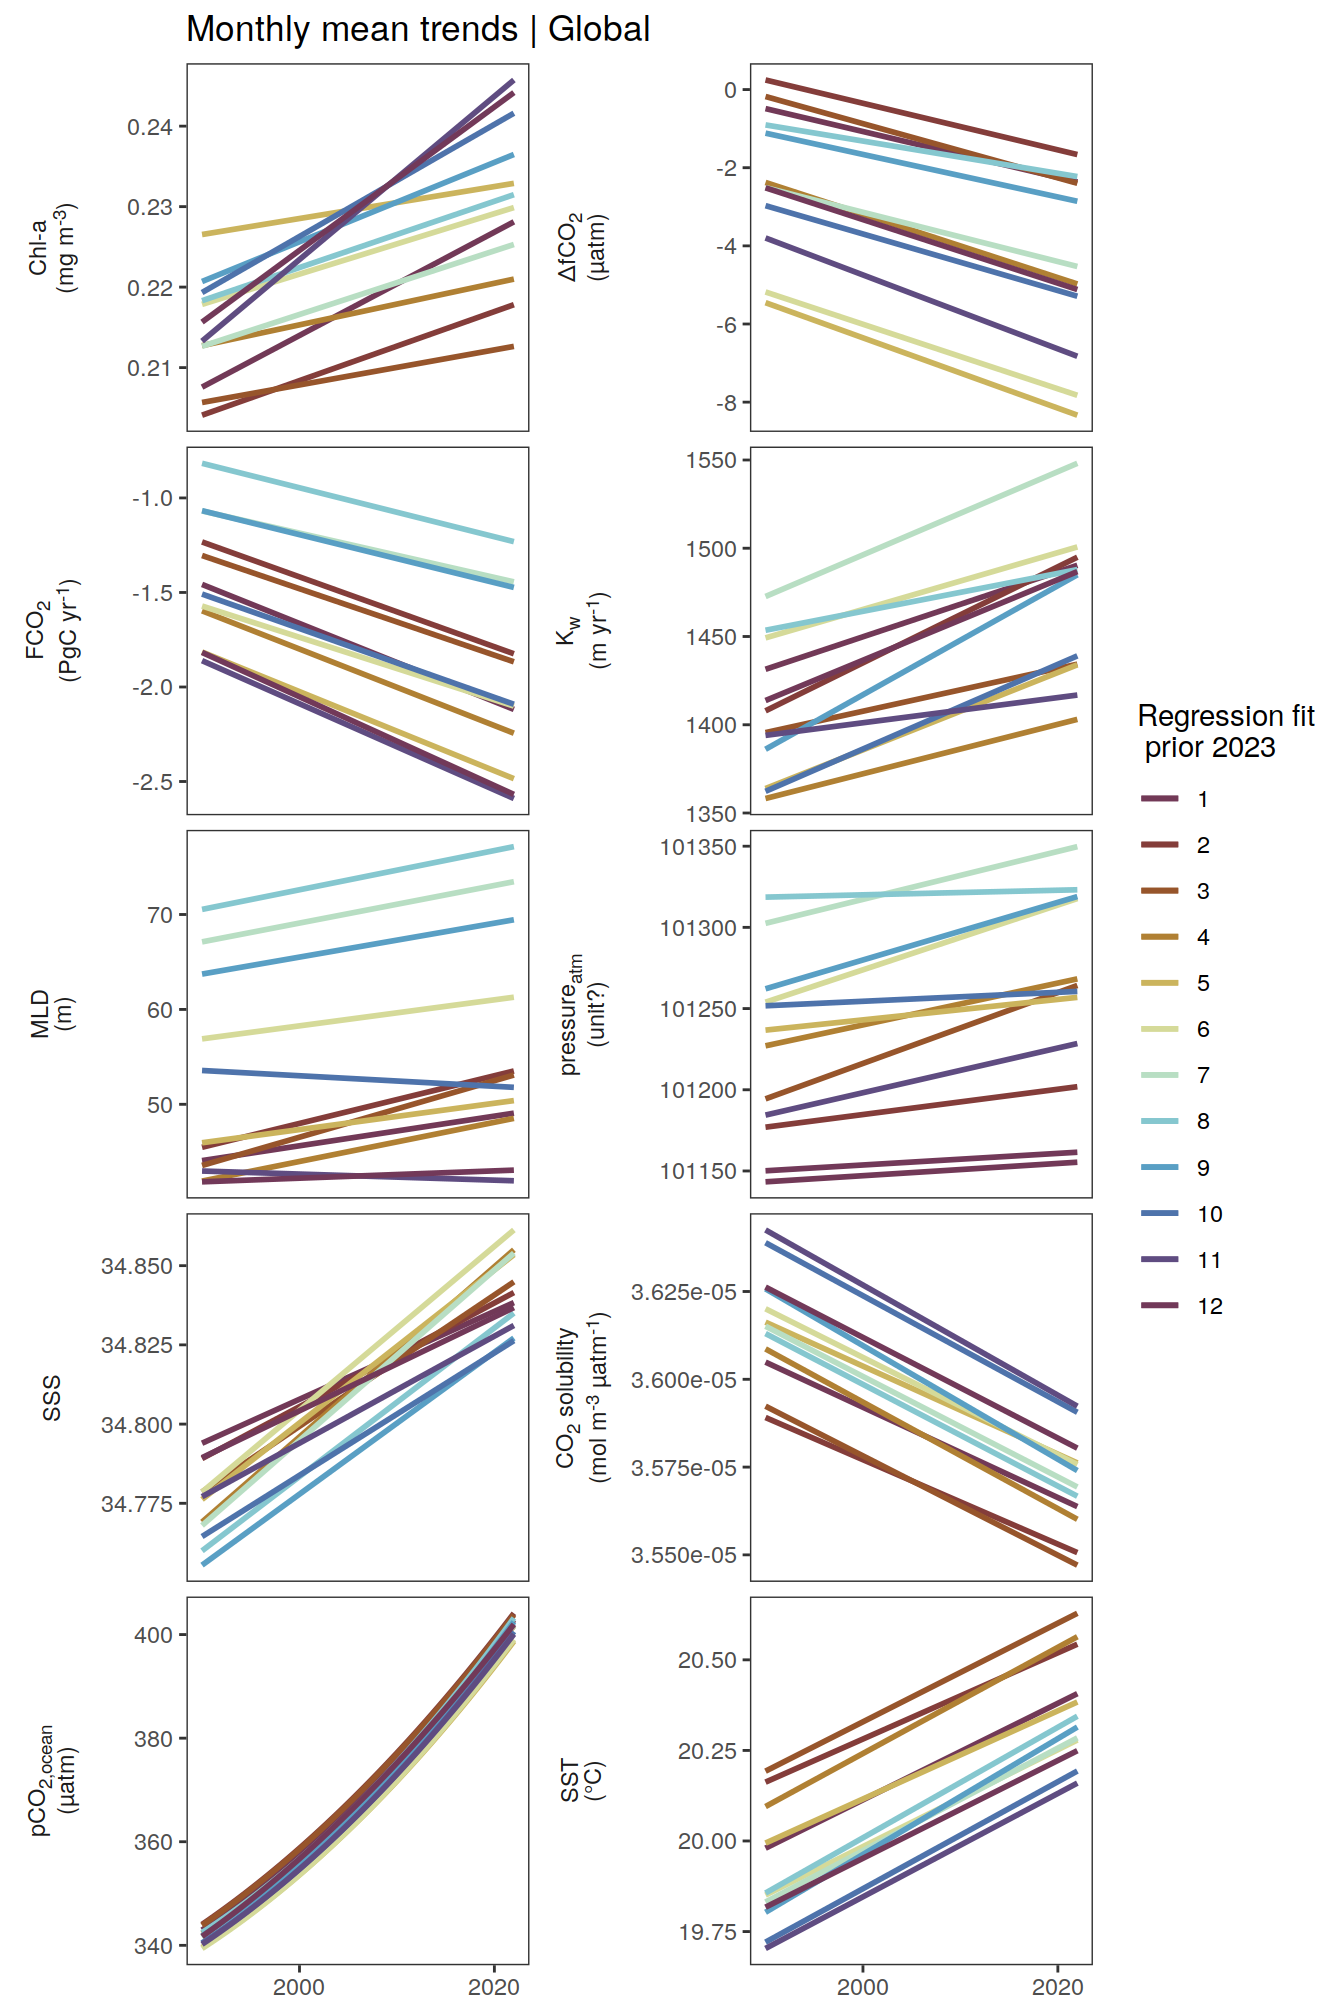 Monthly mean trends | Global
Chl-a
(mg m⁻³)
0.24
0.23
0.22
0.21
ΔfCO₂
(µatm)
0
-2
-4
-6
-8
FCO₂
(PgC yr⁻¹)
-1.0
-1.5
-2.0
-2.5
K_w
(m yr⁻¹)
1550
1500
1450
1400
1350
MLD
(m)
70
60
50
pressure_atm
(unit?)
101350
101300
101250
101200
101150
SSS
34.850
34.825
34.800
34.775
CO₂ solubility
(mol m⁻³ µatm⁻¹)
3.625e-05
3.600e-05
3.575e-05
3.550e-05
pCO₂,ocean
(µatm)
400
380
360
340
2000
2020
SST
(°C)
20.50
20.25
20.00
19.75
2000
2020
Regression fit
prior 2023
1
2
3
4
5
6
7
8
9
10
11
12